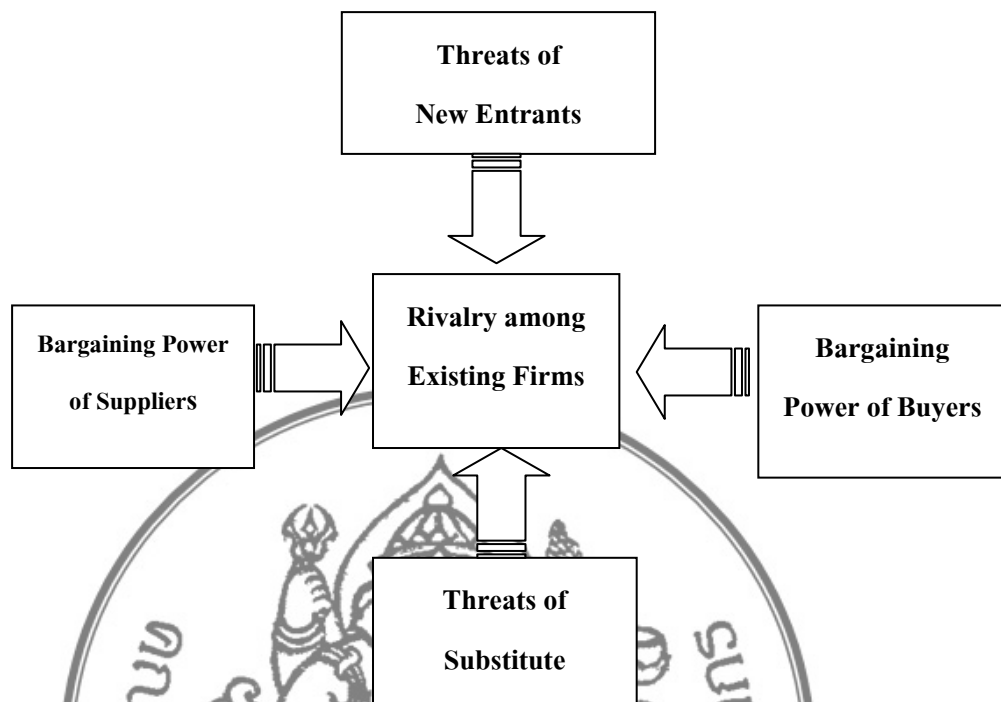 Threats of
New Entrants
Rivalry among
Existing Firms
Bargaining Power
of Suppliers
Bargaining
Power of Buyers
Threats of
Substitute